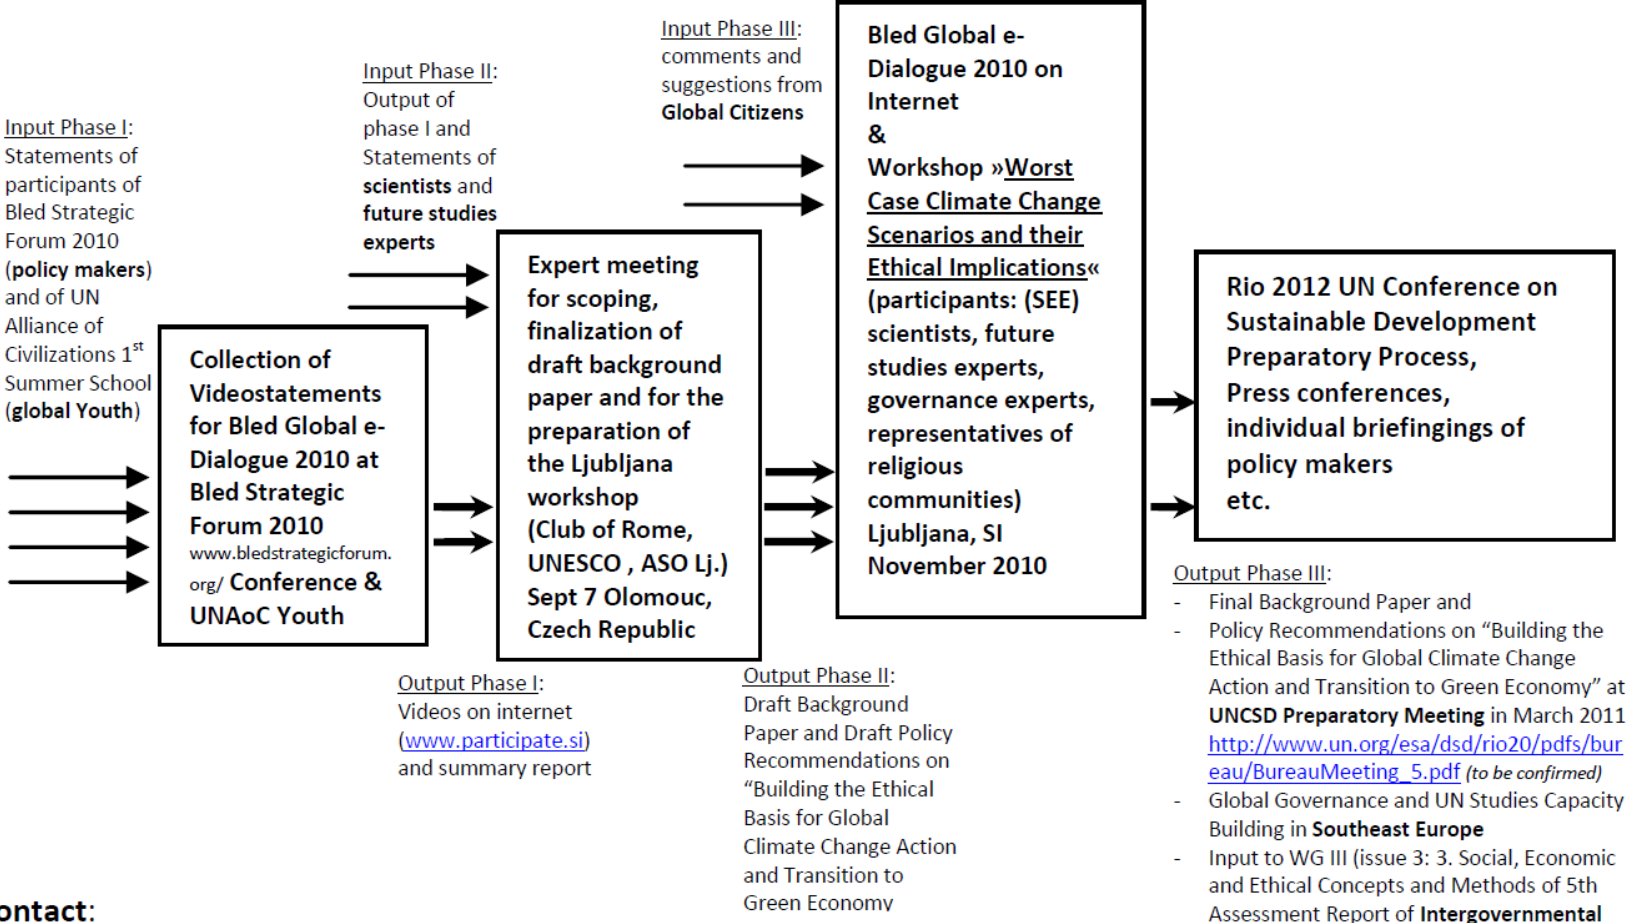 Input Phase I:
Statements of
participants of
Bled Strategic
Forum 2010
(policy makers)
and of UN
Alliance of
Civilizations 1st
Summer School
(global Youth)
Collection of
Videostatements
for Bled Global e-
Dialogue 2010 at
Bled Strategic
Forum 2010
www.bledstrategicforum.
org/ Conference &
UNAoC Youth
Output Phase I:
Videos on internet
(www.participate.si)
and summary report
Input Phase II:
Output of
phase I and
Statements of
scientists and
future studies
experts
Expert meeting
for scoping,
finalization of
draft background
paper and for the
preparation of
the Ljubljana
workshop
(Club of Rome,
UNESCO , ASO Lj.)
Sept 7 Olomouc,
Czech Republic
Output Phase II:
Draft Background
Paper and Draft Policy
Recommendations on
“Building the Ethical
Basis for Global
Climate Change Action
and Transition to
Green Economy
Input Phase III:
comments and
suggestions from
Global Citizens
Bled Global e-
Dialogue 2010 on
Internet
&
Workshop »Worst
Case Climate Change
Scenarios and their
Ethical Implications«
(participants: (SEE)
scientists, future
studies experts,
governance experts,
representatives of
religious
communities)
Ljubljana, SI
November 2010
Rio 2012 UN Conference on
Sustainable Development
Preparatory Process,
Press conferences,
individual briefingings of
policy makers
etc.
Output Phase III:
- Final Background Paper and
- Policy Recommendations on “Building the
Ethical Basis for Global Climate Change
Action and Transition to Green Economy” at
UNCSD Preparatory Meeting in March 2011
http://www.un.org/esa/dsd/rio20/pdfs/bur
eau/BureauMeeting_5.pdf (to be confirmed)
- Global Governance and UN Studies Capacity
Building in Southeast Europe
- Input to WG III (issue 3: 3. Social, Economic
and Ethical Concepts and Methods of 5th
Assessment Report of Intergovernmental
ontact: